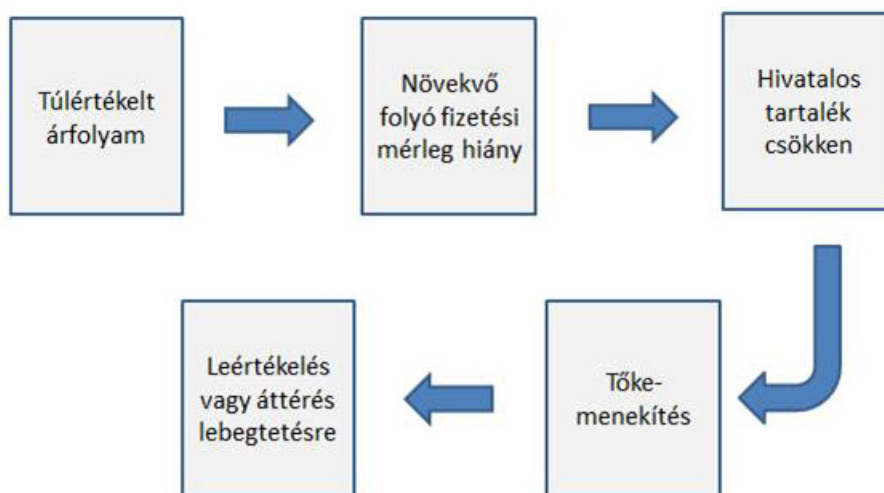 Túlértékelt
árfolyam
Növekvő
folyó fizetési
mérleg hiány
Hivatalos
tartalék
csökken
Tőke-
menekítés
Leértékelés
vagy áttérés
lebegtetésre